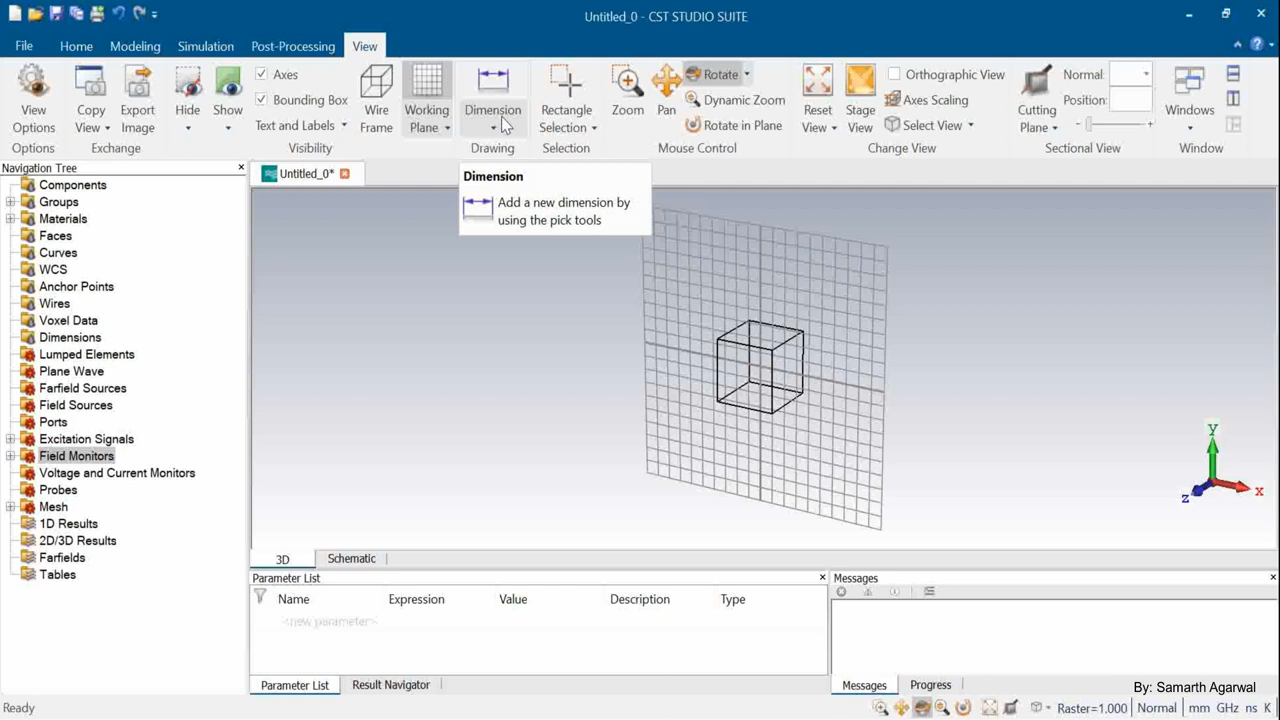 Untitled_0 - CST STUDIO SUITE
File Home Modeling Simulation Post-Processing View
View Options
Copy View
Export Image
Hide
Show
Axes
Bounding Box
Text and Labels
Wire Frame
Working Plane
Dimension
Rectangle Selection
Zoom
Pan
Rotate
Dynamic Zoom
Rotate in Plane
Reset View
Stage View
Orthographic View
Axes Scaling
Select View
Cutting Plane
Normal:
Position:
Windows
Options Exchange Visibility Drawing Selection Mouse Control Change View Sectional View Window
Navigation Tree
Components
Groups
Materials
Faces
Curves
WCS
Anchor Points
Wires
Voxel Data
Dimensions
Lumped Elements
Plane Wave
Farfield Sources
Field Sources
Ports
Excitation Signals
Field Monitors
Voltage and Current Monitors
Probes
Mesh
1D Results
2D/3D Results
Farfields
Tables
Untitled_0*
Dimension
Add a new dimension by
using the pick tools
y
z
x
3D Schematic
Parameter List
Name Expression Value Description Type
<new parameter>
Parameter List Result Navigator
Messages
Messages Progress
By: Samarth Agarwal
Ready
Raster=1.000 Normal mm GHz ns K